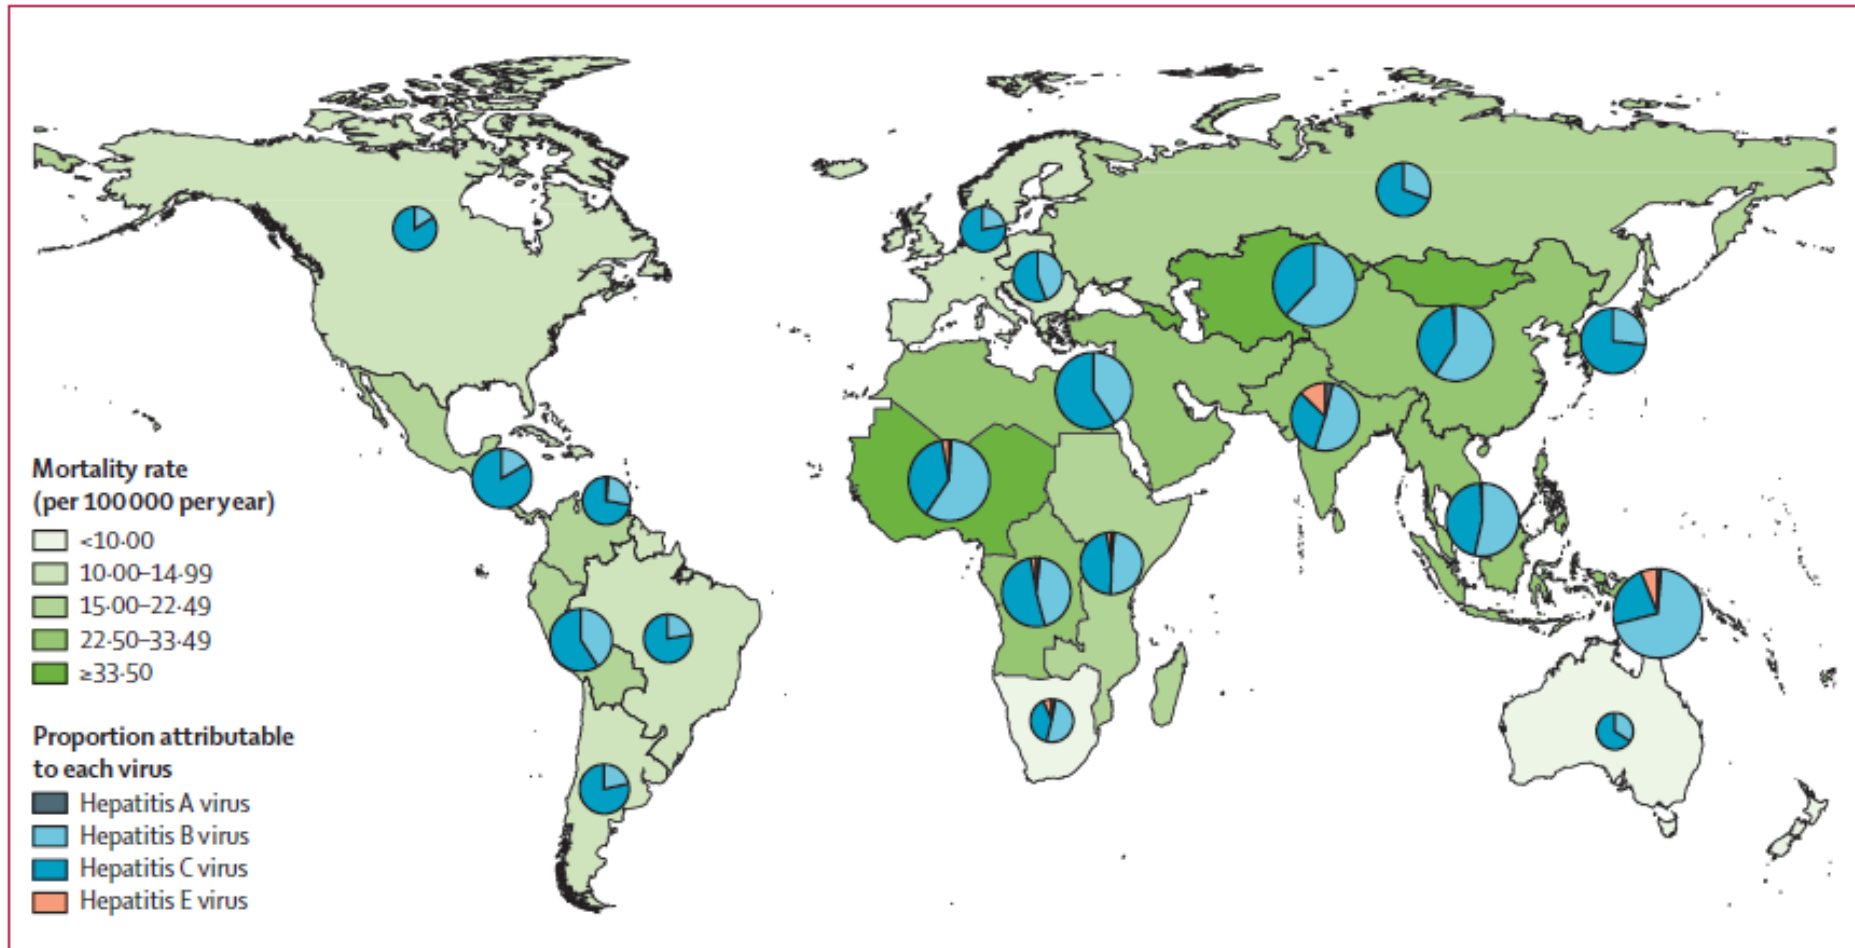 Mortality rate
(per 100 000 per year)
<10·00
10·00–14·99
15·00–22·49
22·50–33·49
≥33·50
Proportion attributable
to each virus
Hepatitis A virus
Hepatitis B virus
Hepatitis C virus
Hepatitis E virus